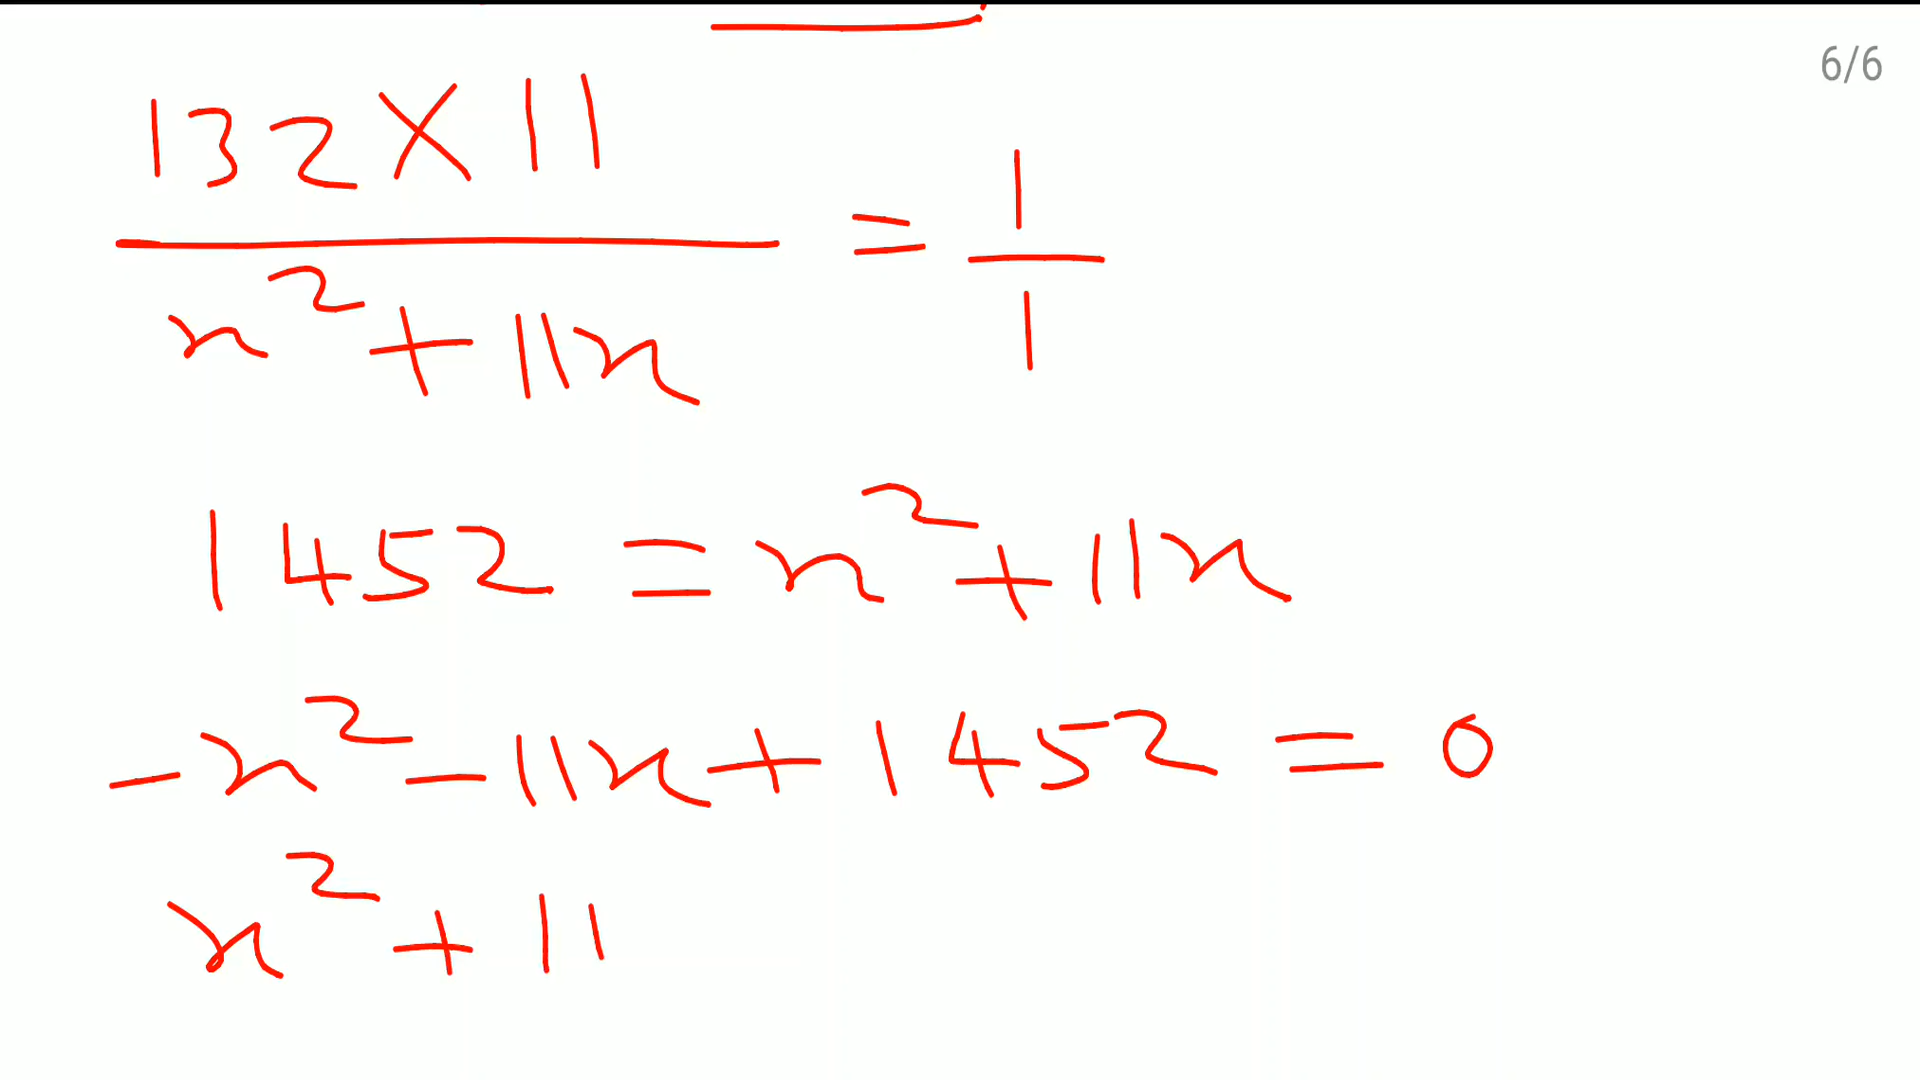 6/6
132 × 11
——— = 1/1
x² + 11x
1452 = x² + 11x
-x² - 11x + 1452 = 0
x² + 11